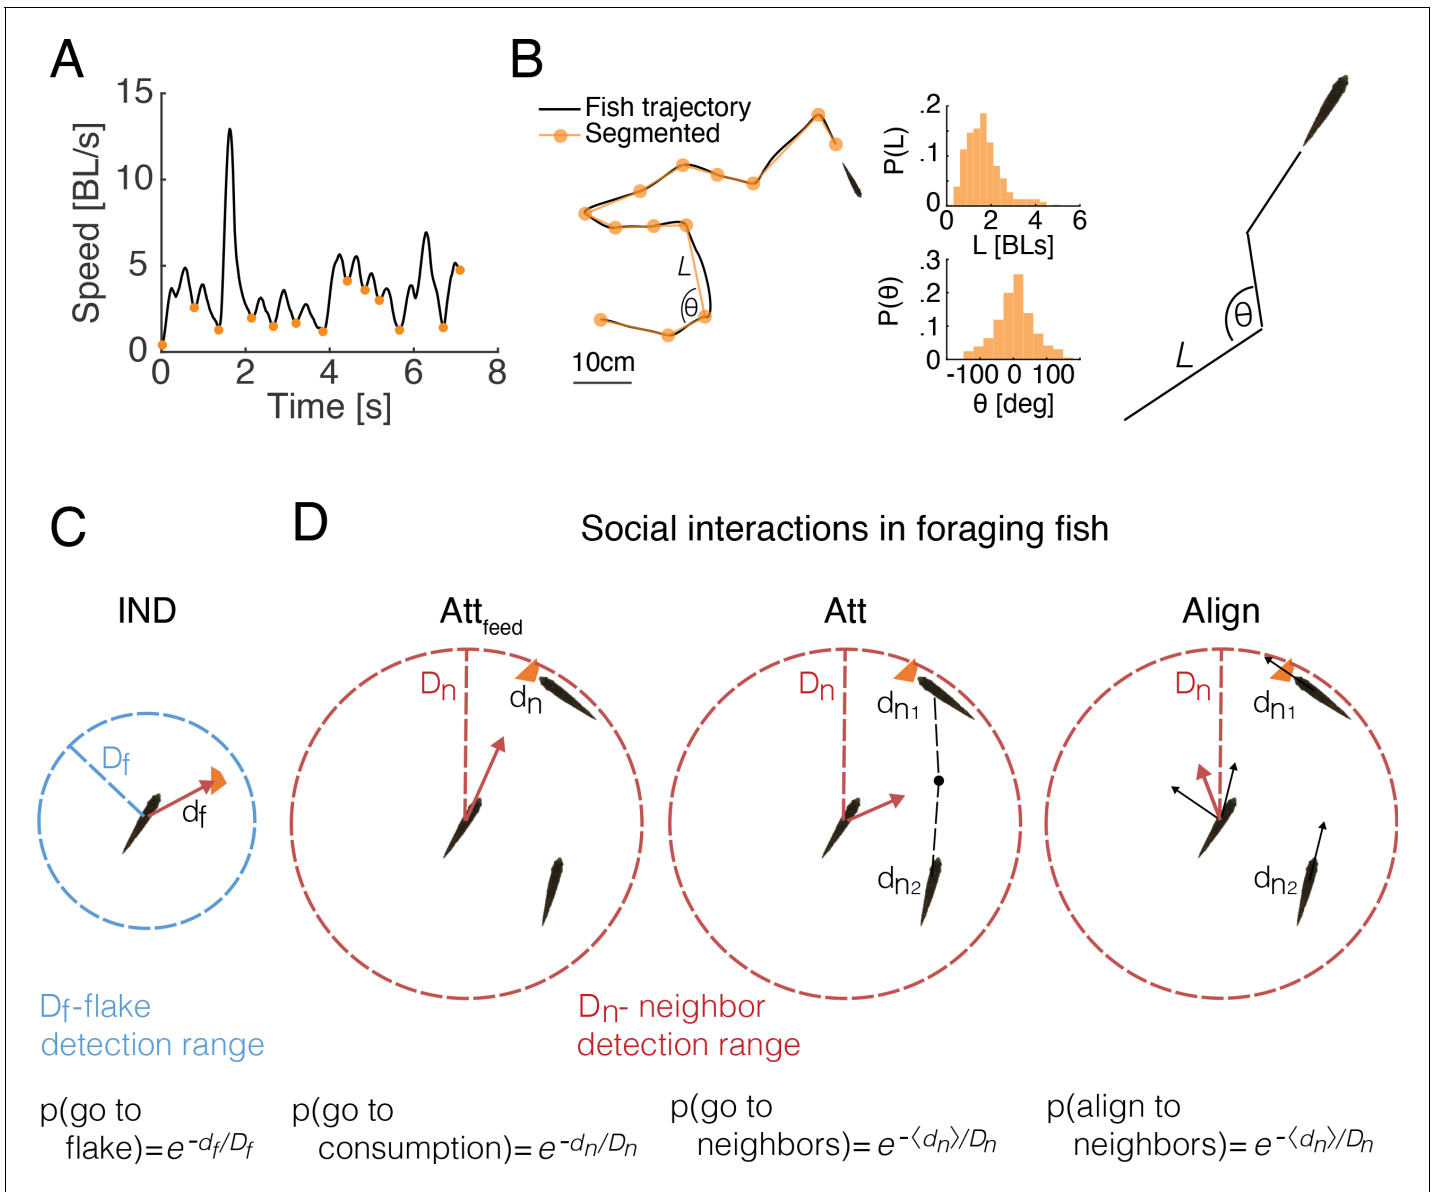 A
15
10
5
0
Speed [BL/s]
0 2 4 6 8
Time [s]
B
Fish trajectory
Segmented
L
θ
10cm
.2
.1
0
P(L)
0 2 4 6
L [BLs]
.3
.2
.1
0
P(θ)
-100 0 100
θ [deg]
θ
L
C
D
Social interactions in foraging fish
IND
Att feed
Att
Align
Df
df
Dn
dn
Dn
dn1
dn2
Dn
dn1
dn2
Df-flake
detection range
Dn- neighbor
detection range
p(go to
flake)=e-df/Df
p(go to
consumption)= e-dn/Dn
p(go to
neighbors)= e-⟨dn⟩/Dn
p(align to
neighbors)= e-⟨dn⟩/Dn